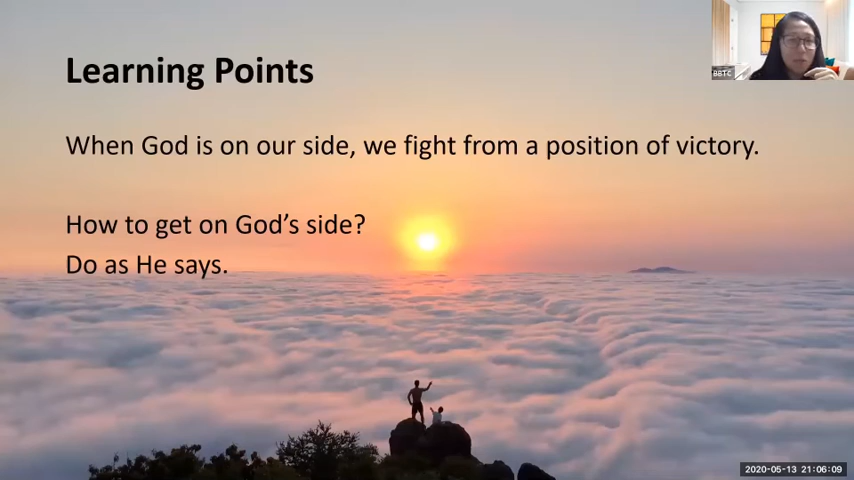 Learning Points
When God is on our side, we fight from a position of victory.
How to get on God’s side?
Do as He says.
BBTC
2020-05-13 21:06:09